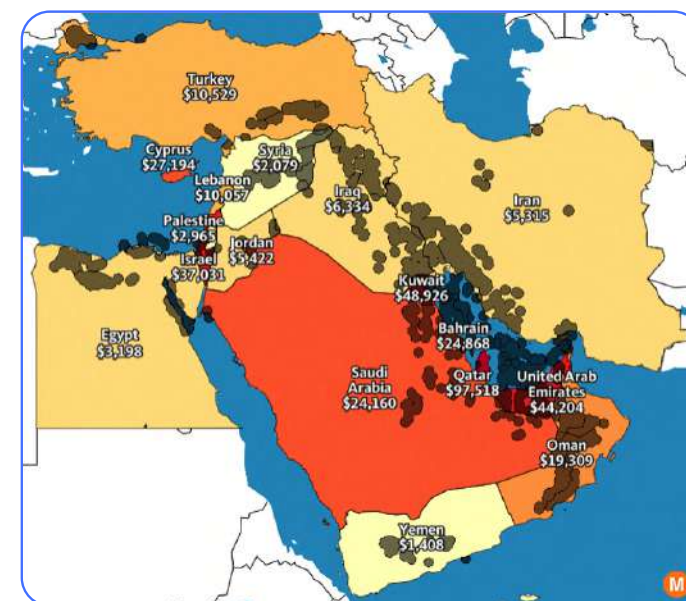 Turkey
$10,529
Cyprus
$27,194
Syria
$2,079
Lebanon
$10,057
Iraq
$6,334
Iran
$5,315
Palestine
$2,965
Israel
$37,031
Jordan
$5,422
Kuwait
$48,926
Egypt
$3,198
Bahrain
$24,868
Saudi
Arabia
$24,160
Qatar
$97,518
United Arab
Emirates
$44,204
Oman
$19,309
Yemen
$1,408
M